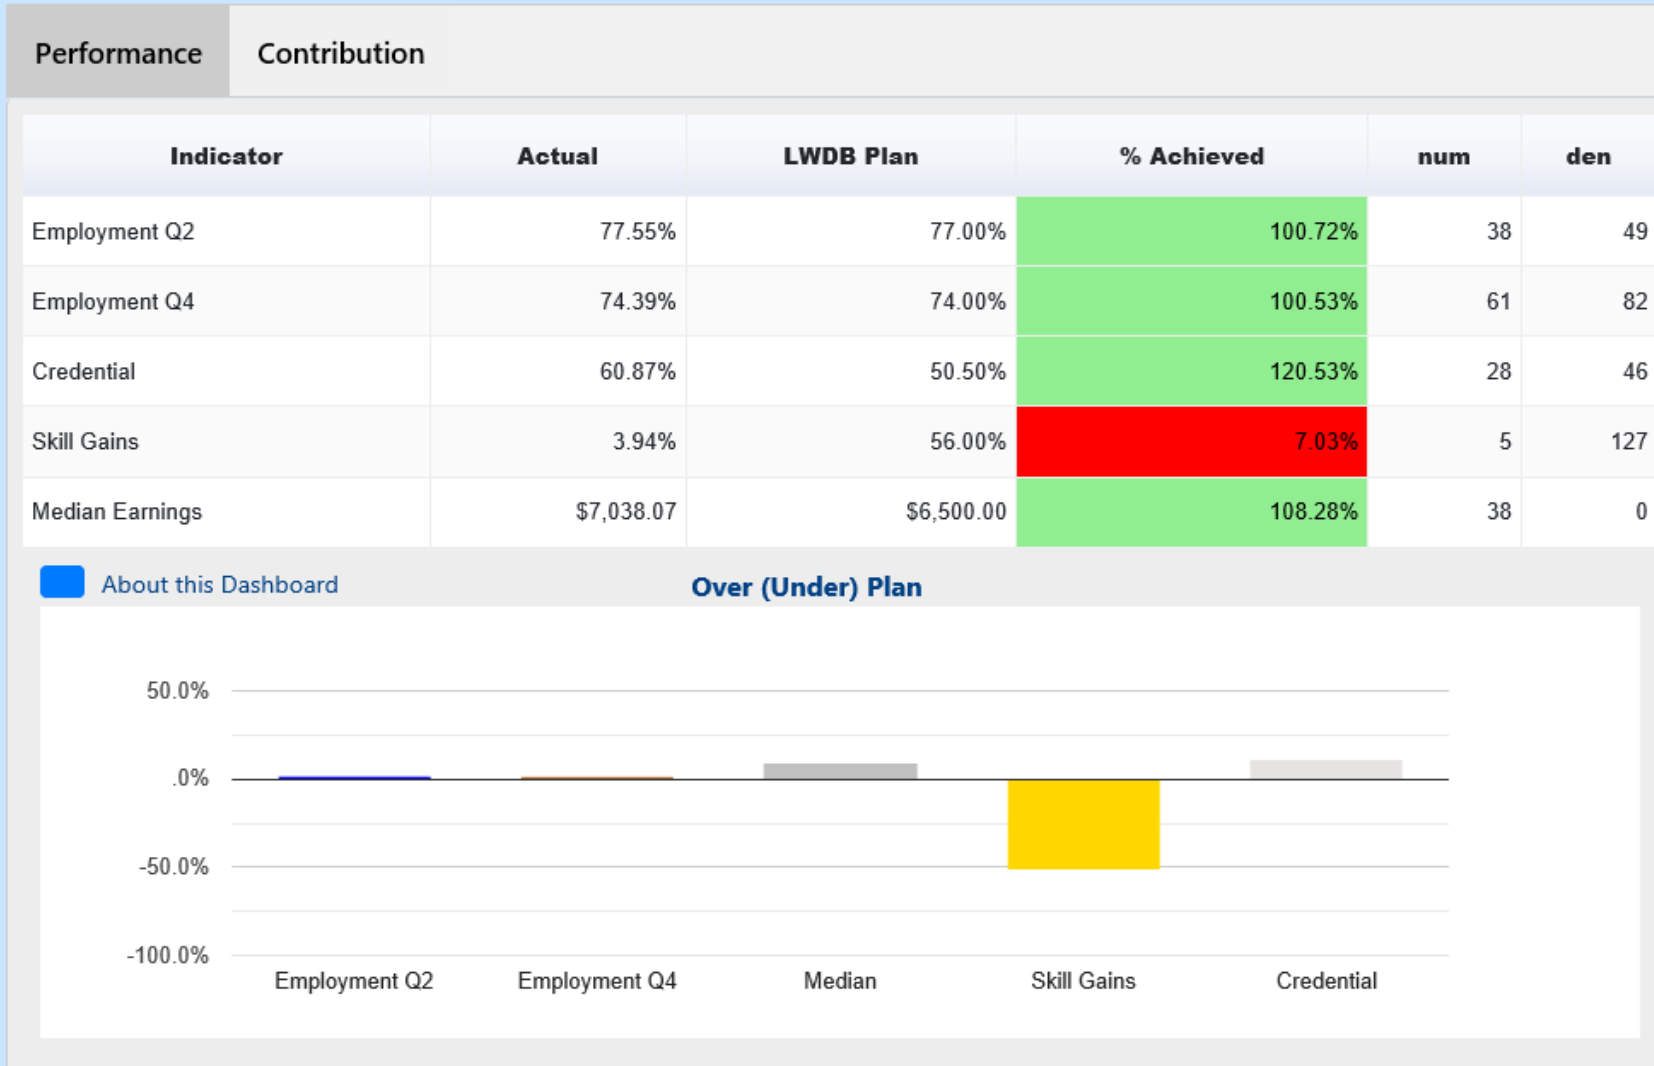 Performance Contribution
Indicator Actual LWDB Plan % Achieved num den
Employment Q2 77.55% 77.00% 100.72% 38 49
Employment Q4 74.39% 74.00% 100.53% 61 82
Credential 60.87% 50.50% 120.53% 28 46
Skill Gains 3.94% 56.00% 7.03% 5 127
Median Earnings $7,038.07 $6,500.00 108.28% 38 0
About this Dashboard Over (Under) Plan
50.0%
.0%
-50.0%
-100.0%
Employment Q2 Employment Q4 Median Skill Gains Credential